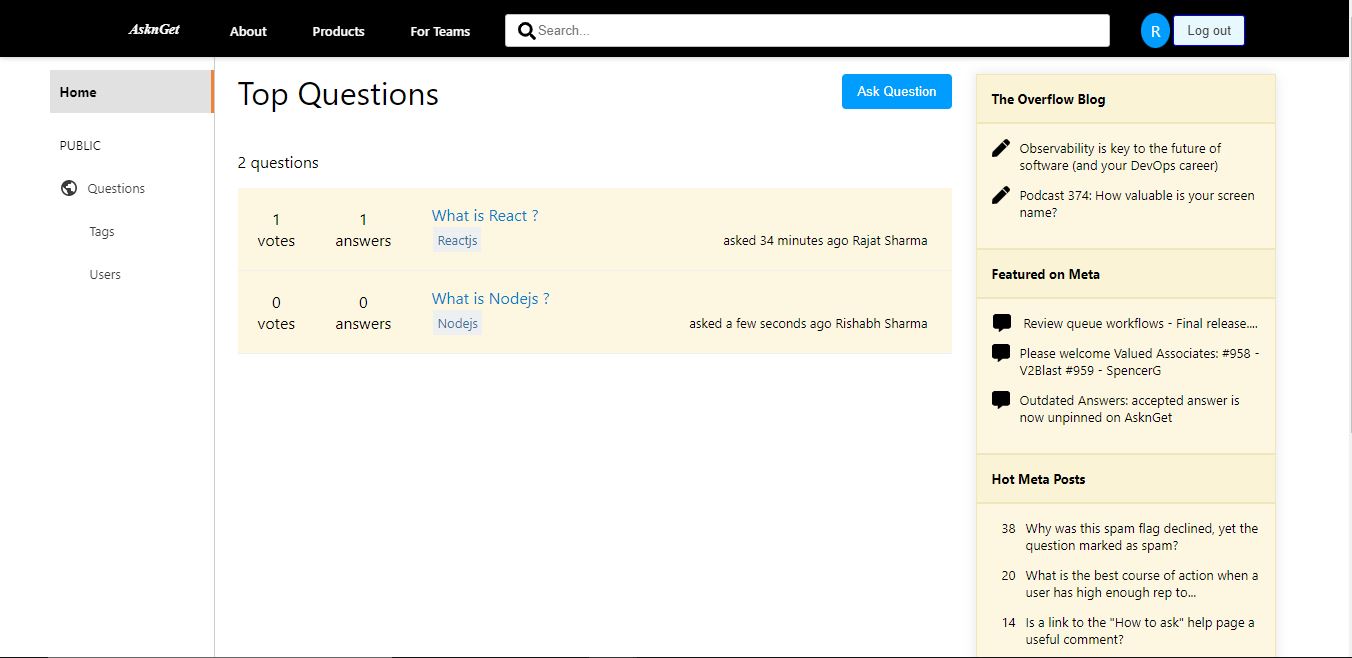 AsknGet
About
Products
For Teams
Search...
R
Log out
Home
PUBLIC
Questions
Tags
Users
Top Questions
Ask Question
2 questions
1
votes
1
answers
What is React ?
Reactjs
asked 34 minutes ago Rajat Sharma
0
votes
0
answers
What is Nodejs ?
Nodejs
asked a few seconds ago Rishabh Sharma
The Overflow Blog
Observability is key to the future of
software (and your DevOps career)
Podcast 374: How valuable is your screen
name?
Featured on Meta
Review queue workflows - Final release....
Please welcome Valued Associates: #958 -
V2Blast #959 - SpencerG
Outdated Answers: accepted answer is
now unpinned on AsknGet
Hot Meta Posts
38 Why was this spam flag declined, yet the
question marked as spam?
20 What is the best course of action when a
user has high enough rep to...
14 Is a link to the "How to ask" help page a
useful comment?